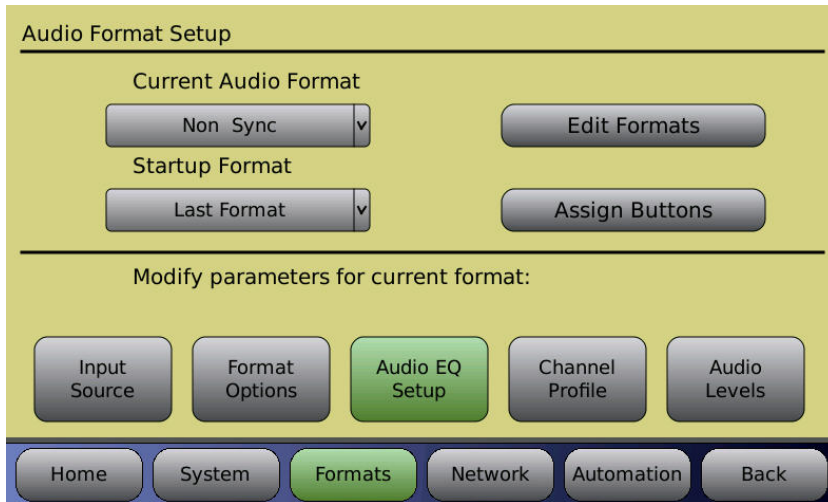 Audio Format Setup
Current Audio Format
Non Sync
Edit Formats
Startup Format
Last Format
Assign Buttons
Modify parameters for current format:
Input
Source
Format
Options
Audio EQ
Setup
Channel
Profile
Audio
Levels
Home
System
Formats
Network
Automation
Back